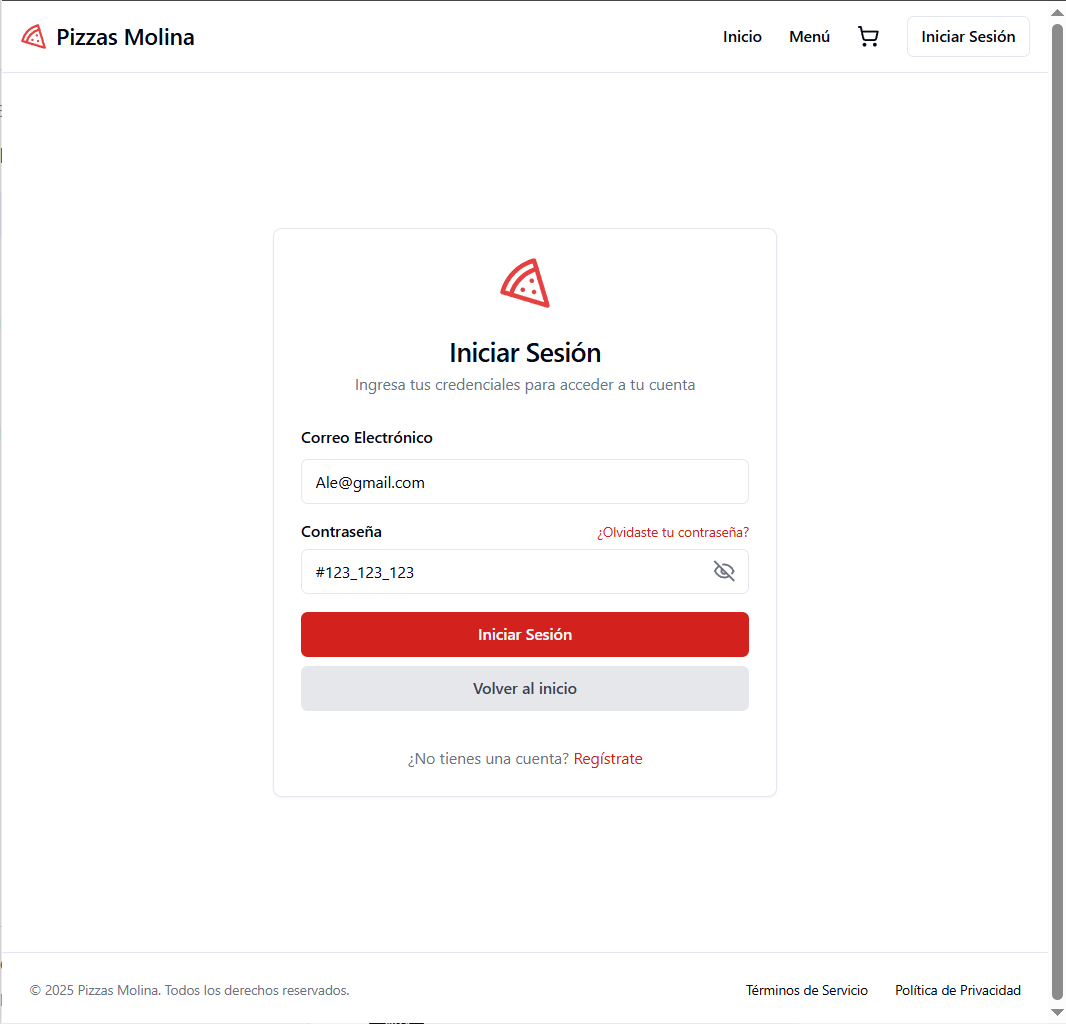 Pizzas Molina
Inicio Menú Iniciar Sesión
Iniciar Sesión
Ingresa tus credenciales para acceder a tu cuenta
Correo Electrónico
Ale@gmail.com
Contraseña ¿Olvidaste tu contraseña?
#123_123_123
Iniciar Sesión
Volver al inicio
¿No tienes una cuenta? Regístrate
© 2025 Pizzas Molina. Todos los derechos reservados.
Términos de Servicio Política de Privacidad